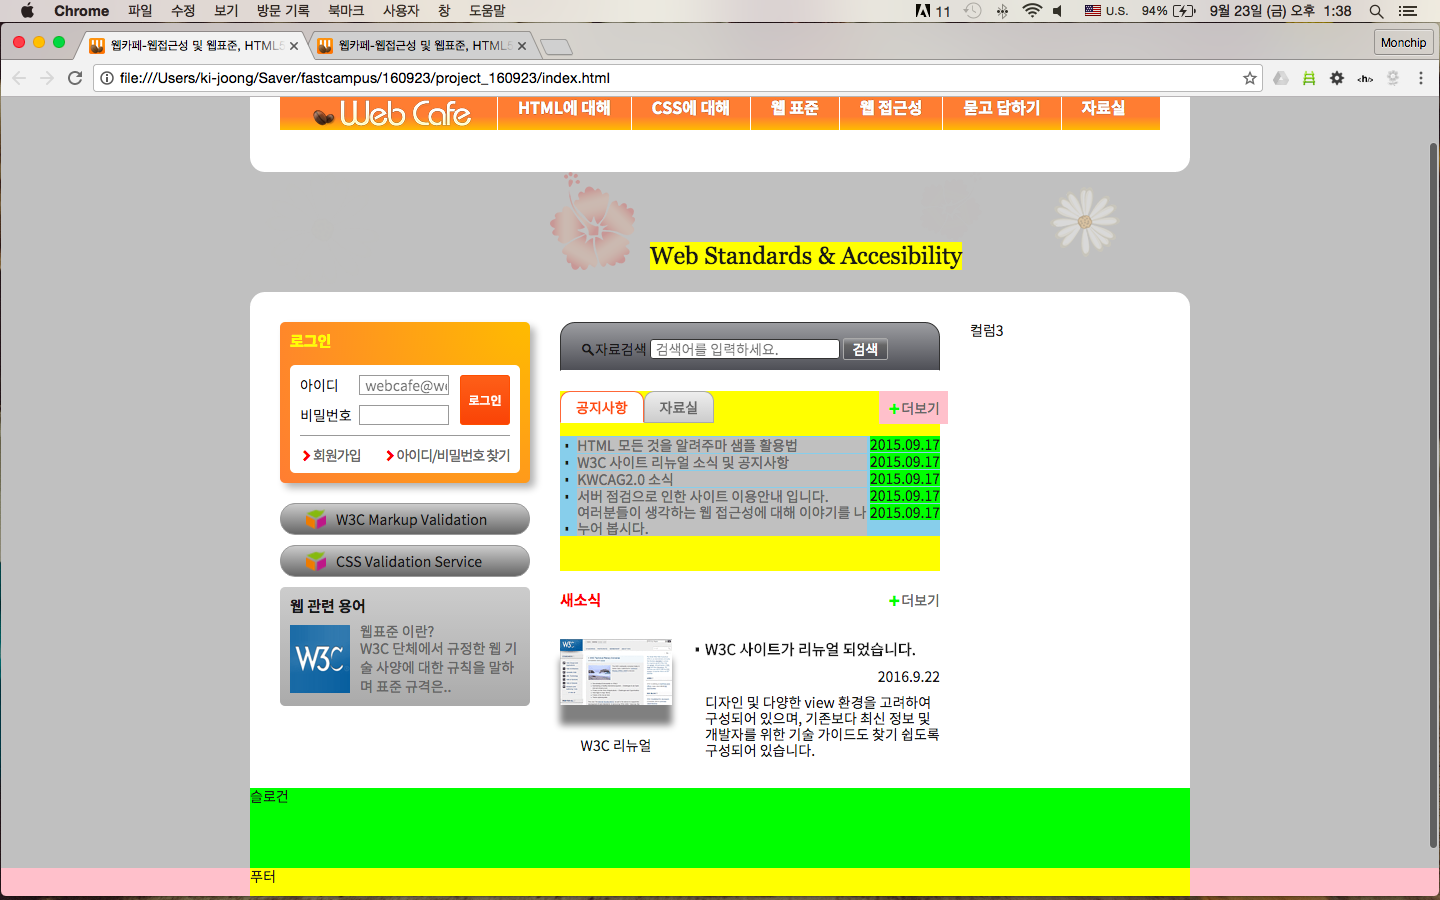 Chrome 파일 수정 보기 방문 기록 북마크 사용자 창 도움말 11 U.S. 94% 9월 23일 (금) 오후 1:38
웹카페-웹접근성 및 웹표준, HTML5 웹카페-웹접근성 및 웹표준, HTML5 Monchip
file:///Users/ki-joong/Saver/fastcampus/160923/project_160923/index.html
Web Cafe HTML에 대해 CSS에 대해 웹 표준 웹 접근성 묻고 답하기 자료실
Web Standards & Accesibility
로그인
아이디 webcafe@we
비밀번호
로그인
회원가입 아이디/비밀번호 찾기
W3C Markup Validation
CSS Validation Service
웹 관련 용어
W3C
웹표준 이란?
W3C 단체에서 규정한 웹 기
술 사양에 대한 규칙을 말하
며 표준 규격은..
자료검색 검색어를 입력하세요. 검색
공지사항 자료실 더보기
HTML 모든 것을 알려주마 샘플 활용법 2015.09.17
W3C 사이트 리뉴얼 소식 및 공지사항 2015.09.17
KWCAG2.0 소식 2015.09.17
서버 점검으로 인한 사이트 이용안내 입니다. 2015.09.17
여러분들이 생각하는 웹 접근성에 대해 이야기를 나 2015.09.17
누어 봅시다.
새소식 더보기
W3C
W3C 리뉴얼
W3C 사이트가 리뉴얼 되었습니다.
2016.9.22
디자인 및 다양한 view 환경을 고려하여
구성되어 있으며, 기존보다 최신 정보 및
개발자를 위한 기술 가이드도 찾기 쉽도록
구성되어 있습니다.
컬럼3
슬로건
푸터